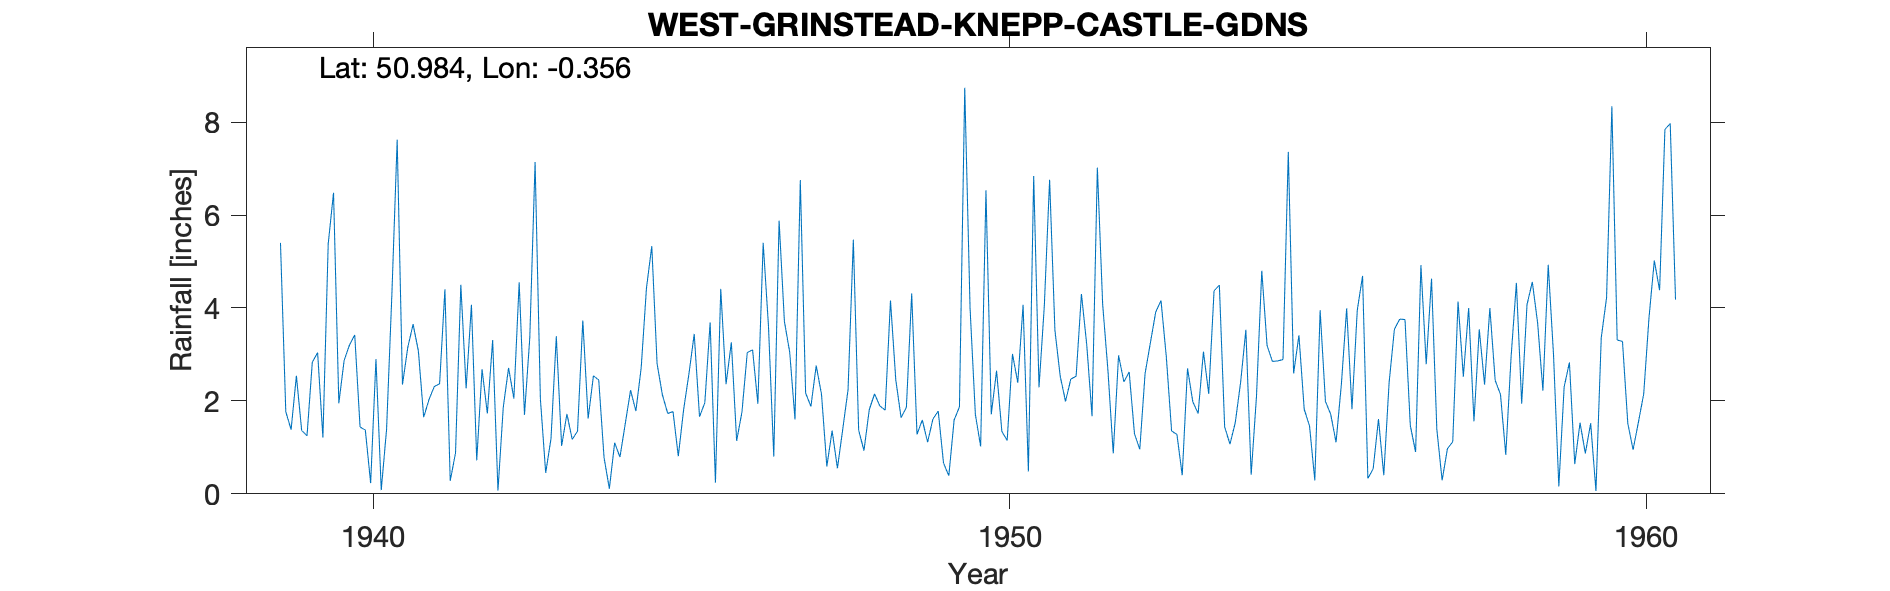 WEST-GRINSTEAD-KNEPP-CASTLE-GDNS
Lat: 50.984, Lon: -0.356
Rainfall [inches]
8
6
4
2
0
1940
1950
1960
Year